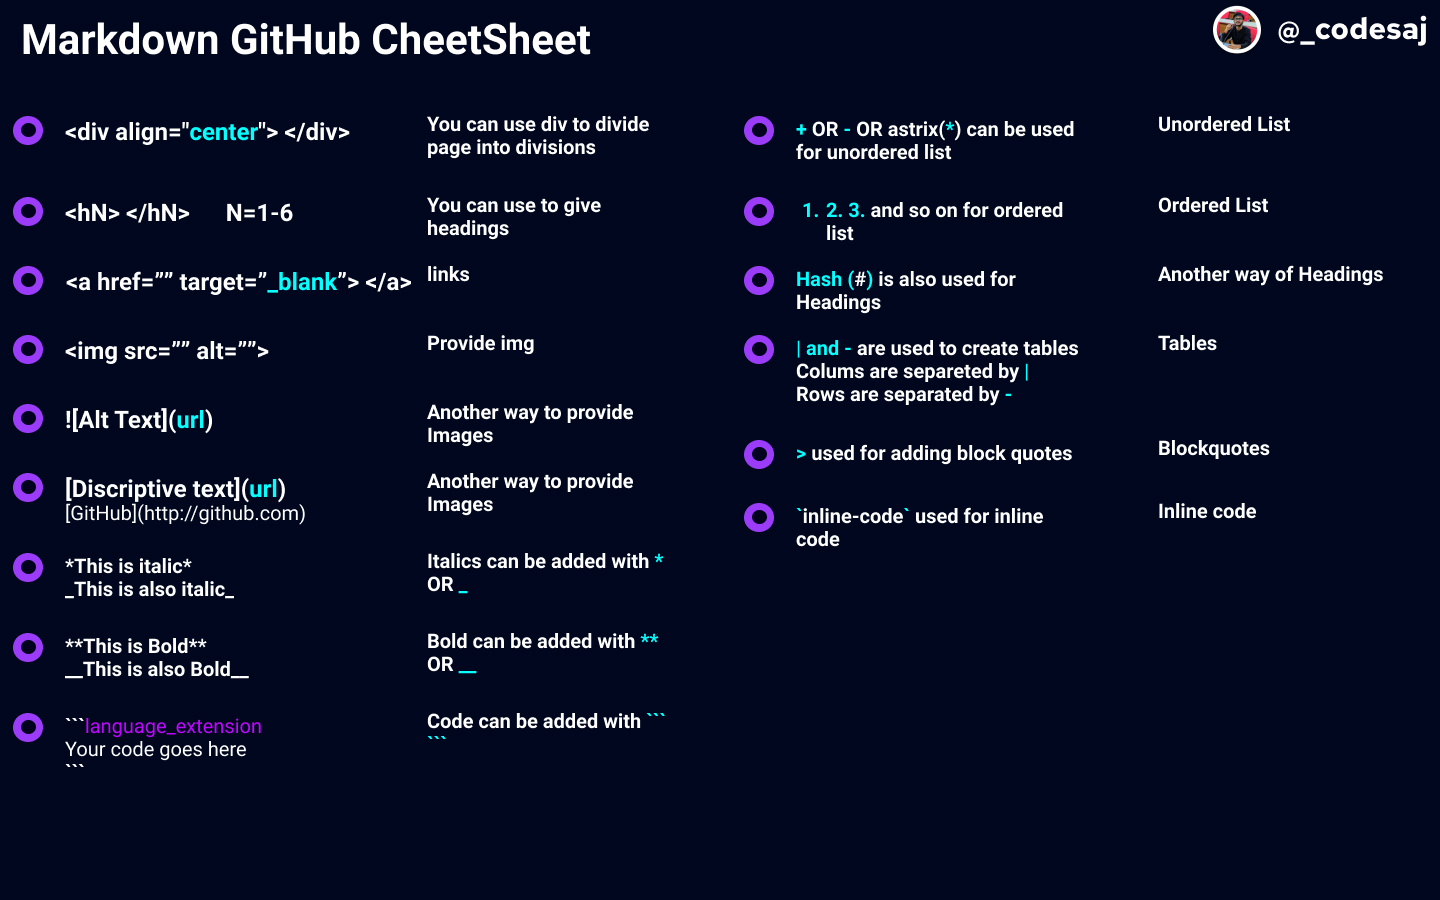 Markdown GitHub CheetSheet
@_codesaj
<div align="center"> </div>
You can use div to divide
page into divisions
<hN> </hN> N=1-6
You can use to give
headings
<a href=”” target=”_blank”> </a>
links
<img src=”” alt=””>
Provide img
![Alt Text](url)
Another way to provide
Images
[Discriptive text](url)
[GitHub](http://github.com)
Another way to provide
Images
*This is italic*
_This is also italic_
Italics can be added with *
OR _
**This is Bold**
__This is also Bold__
Bold can be added with **
OR __
```language_extension
Your code goes here
```
Code can be added with ```
```
+ OR - OR astrix(*) can be used
for unordered list
Unordered List
1. 2. 3. and so on for ordered
list
Ordered List
Hash (#) is also used for
Headings
Another way of Headings
| and - are used to create tables
Colums are separeted by |
Rows are separated by -
Tables
> used for adding block quotes
Blockquotes
`inline-code` used for inline
code
Inline code